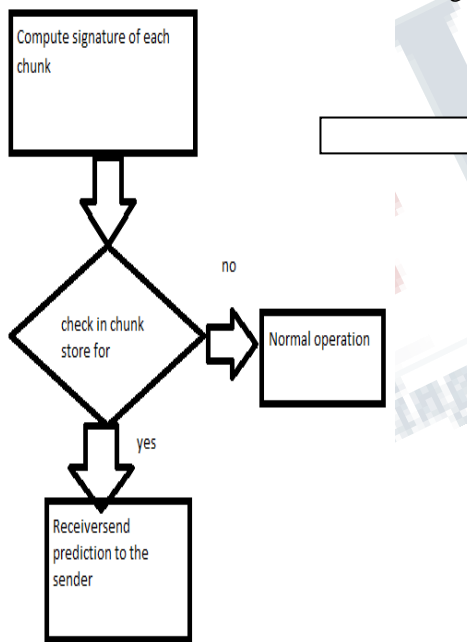 Compute signature of each
chunk
no
check in chunk
store for
Normal operation
yes
Receiversend
prediction to the
sender